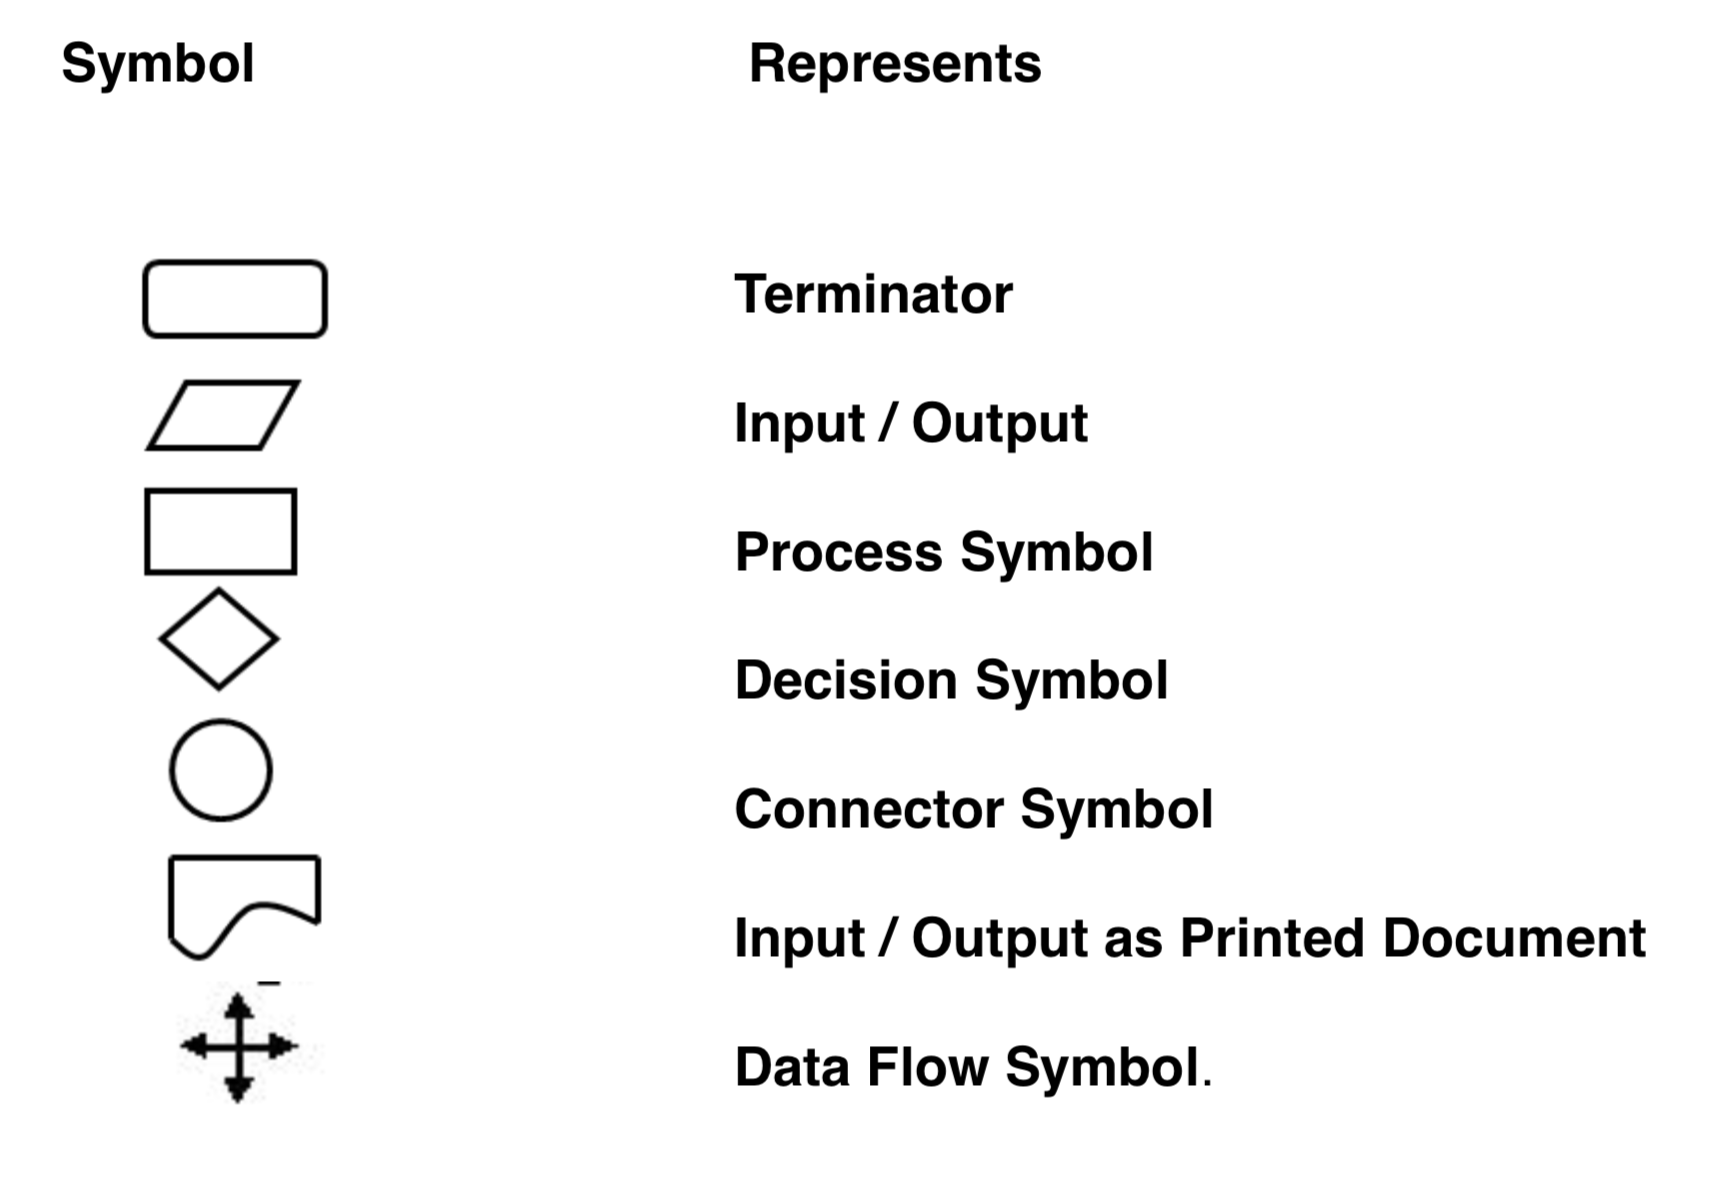 Symbol Represents
Terminator
Input / Output
Process Symbol
Decision Symbol
Connector Symbol
Input / Output as Printed Document
Data Flow Symbol.